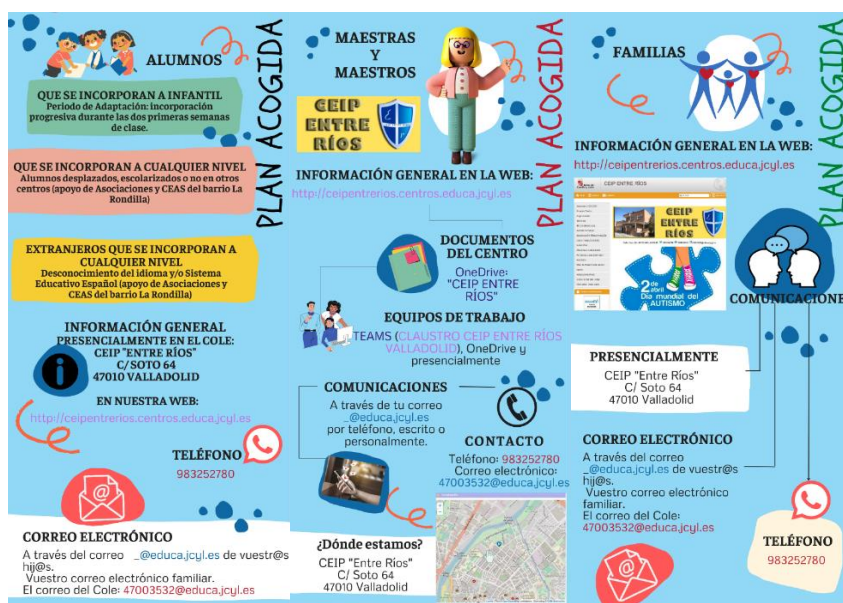 ALUMNOS
QUE SE INCORPORAN A INFANTIL
Periodo de Adaptación: incorporación
progresiva durante las dos primeras semanas
de clase.
QUE SE INCORPORAN A CUALQUIER NIVEL
Alumnos desplazados, escolarizados o no en otros
centros (apoyo de Asociaciones y CEAS del barrio La
Rondilla)
EXTRANJEROS QUE SE INCORPORAN A
CUALQUIER NIVEL
Desconocimiento del idioma y/o Sistema
Educativo Español (apoyo de Asociaciones y
CEAS del barrio La Rondilla)
INFORMACIÓN GENERAL
PRESENCIALMENTE EN EL COLE:
CEIP "ENTRE RÍOS"
C/ SOTO 64
47010 VALLADOLID
EN NUESTRA WEB:
http://ceipentrerios.centros.educa.jcyl.es
TELÉFONO
983252780
CORREO ELECTRÓNICO
A través del correo _@educa.jcyl.es de vuestr@s
hij@s.
Vuestro correo electrónico familiar.
El correo del Cole: 47003532@educa.jcyl.es
PLAN ACOGIDA
MAESTRAS
Y
MAESTROS
CEIP
ENTRE
RÍOS
INFORMACIÓN GENERAL EN LA WEB:
http://ceipentrerios.centros.educa.jcyl.es
DOCUMENTOS
DEL CENTRO
OneDrive:
"CEIP ENTRE
RÍOS"
EQUIPOS DE TRABAJO
TEAMS (CLAUSTRO CEIP ENTRE RÍOS
VALLADOLID), OneDrive y
presencialmente
COMUNICACIONES
A través de tu correo
_@educa.jcyl.es
por teléfono, escrito o
personalmente.
CONTACTO
Teléfono: 983252780
Correo electrónico:
47003532@educa.jcyl.es
¿Dónde estamos?
CEIP "Entre Ríos"
C/ Soto 64
47010 Valladolid
PLAN ACOGIDA
FAMILIAS
INFORMACIÓN GENERAL EN LA WEB:
http://ceipentrerios.centros.educa.jcyl.es
CEIP ENTRE RÍOS
CEIP
ENTRE
RÍOS
2 de
abril
Día mundial del
AUTISMO
COMUNICACIONE
PRESENCIALMENTE
CEIP "Entre Ríos"
C/ Soto 64
47010 Valladolid
CORREO ELECTRÓNICO
A través del correo
_@educa.jcyl.es de vuestr@s
hij@s.
Vuestro correo electrónico
familiar.
El correo del Cole:
47003532@educa.jcyl.es
TELÉFONO
983252780
PLAN ACOGIDA